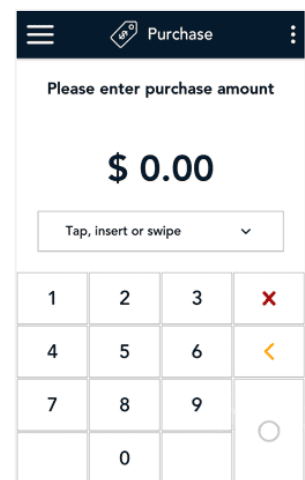 Purchase
Please enter purchase amount
$ 0.00
Tap, insert or swipe
1 2 3
4 5 6
7 8 9
0